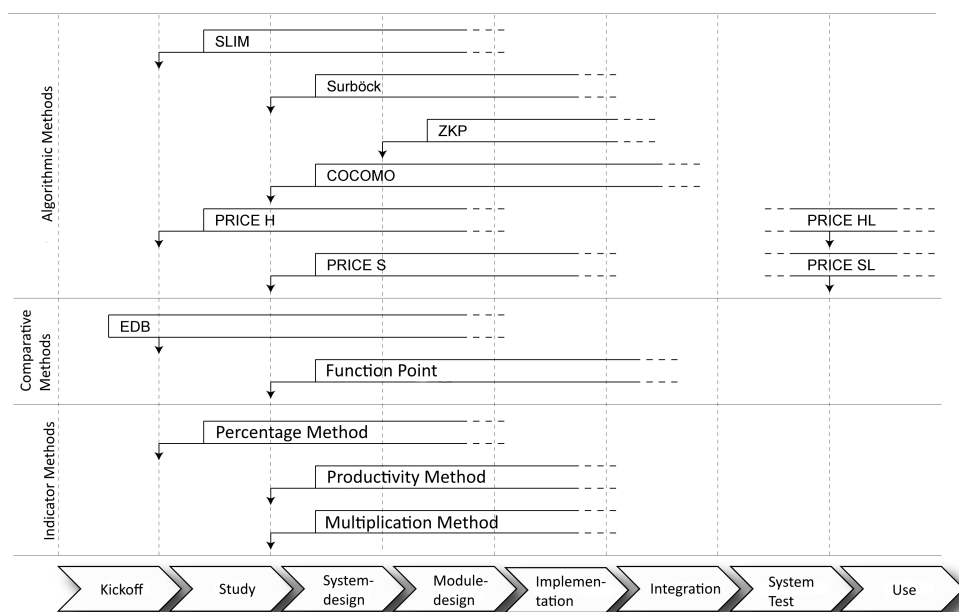 Algorithmic Methods
SLIM
Surböck
ZKP
COCOMO
PRICE H
PRICE HL
PRICE S
PRICE SL
Comparative
Methods
EDB
Function Point
Indicator Methods
Percentage Method
Productivity Method
Multiplication Method
Kickoff
Study
System-
design
Module-
design
Implemen-
tation
Integration
System
Test
Use